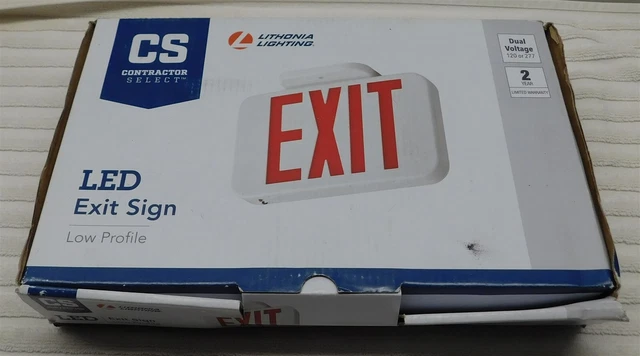 CS
CONTRACTOR
SELECT™
LITHONIA
LIGHTING®
Dual
Voltage
120 or 277
2
YEAR
LIMITED WARRANTY
EXIT
LED
Exit Sign
Low Profile
CS
LED Exit Sign
EXIT